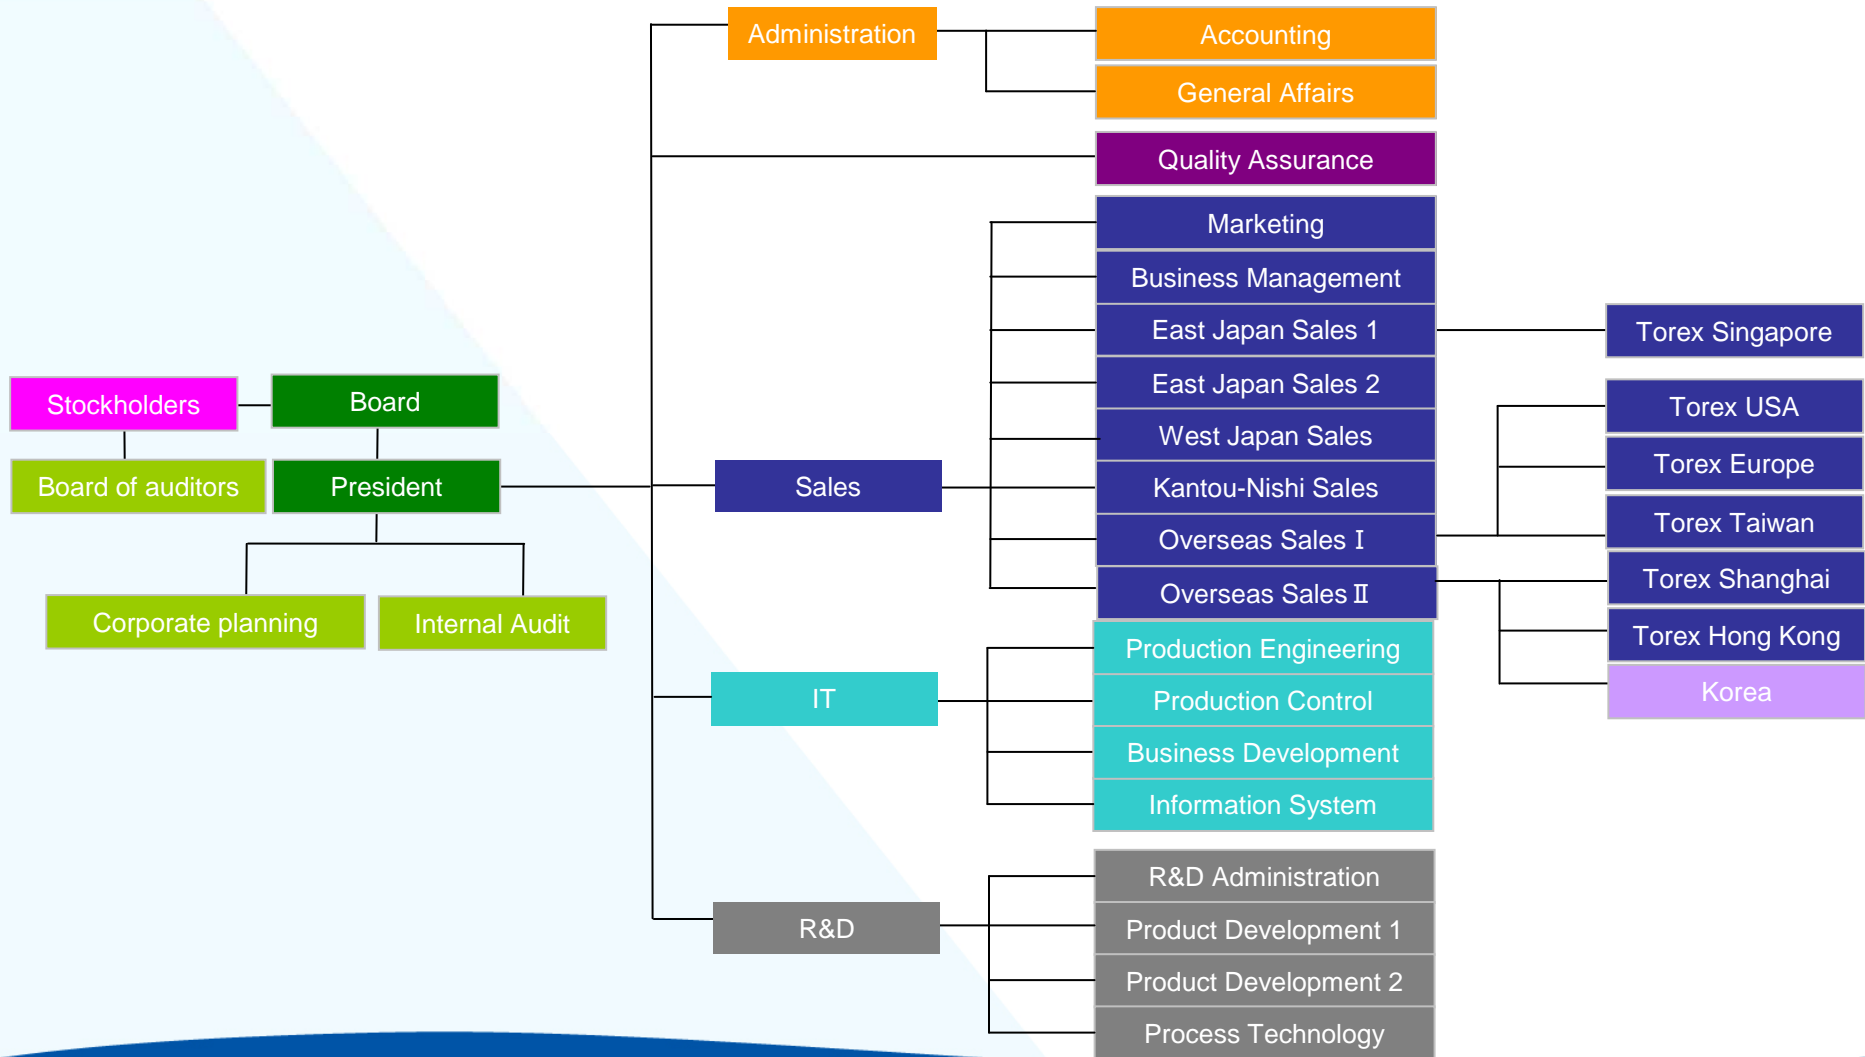 Administration
Accounting
General Affairs
Quality Assurance
Marketing
Business Management
East Japan Sales 1
East Japan Sales 2
West Japan Sales
Kantou-Nishi Sales
Overseas Sales Ⅰ
Overseas Sales Ⅱ
Torex Singapore
Torex USA
Torex Europe
Torex Taiwan
Torex Shanghai
Torex Hong Kong
Korea
Stockholders
Board
Board of auditors
President
Sales
Corporate planning
Internal Audit
IT
Production Engineering
Production Control
Business Development
Information System
R&D
R&D Administration
Product Development 1
Product Development 2
Process Technology